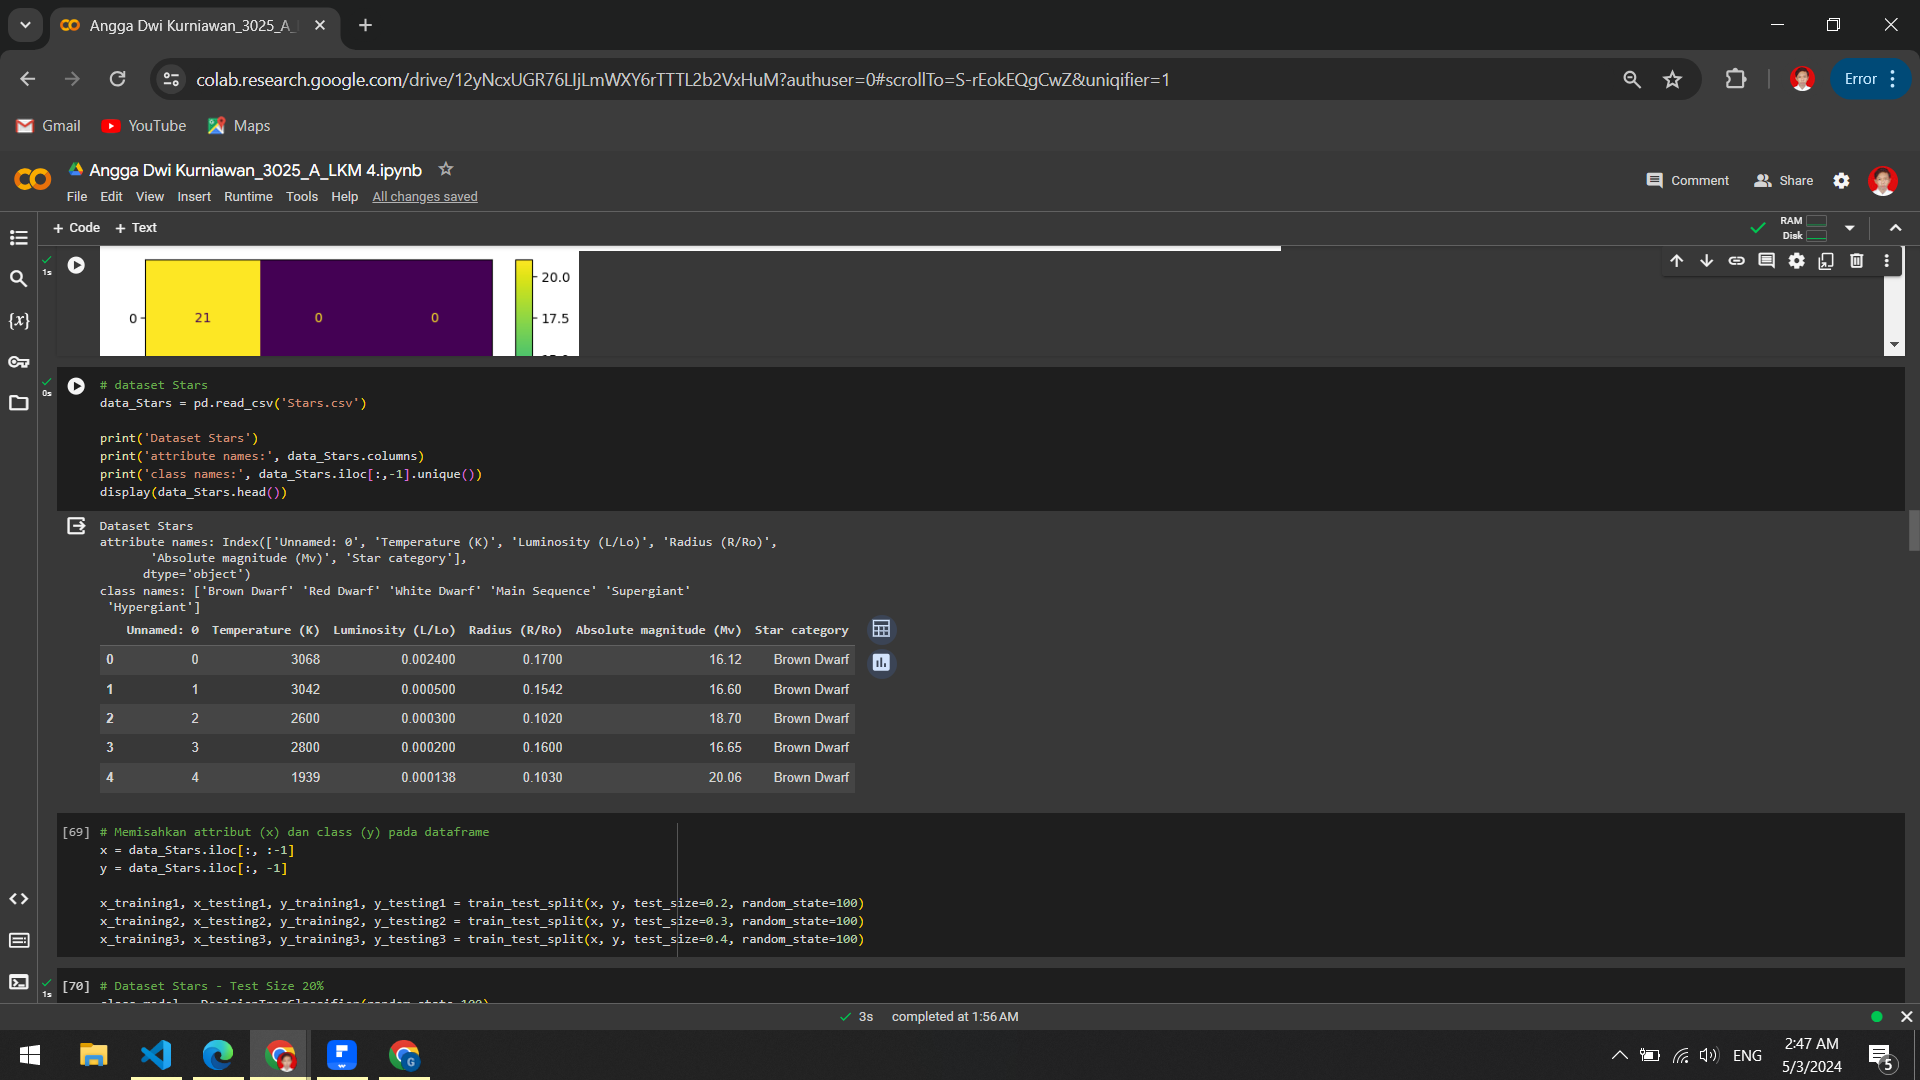 Angga Dwi Kurniawan_3025_A_
colab.research.google.com/drive/12yNcxUGR76LIjLmWXY6rTTTL2b2VxHuM?authuser=0#scrollTo=S-rEokEQgCwZ&uniqifier=1
Error
Gmail YouTube Maps
Angga Dwi Kurniawan_3025_A_LKM 4.ipynb
Comment Share
File Edit View Insert Runtime Tools Help All changes saved
+ Code + Text
RAM
Disk
1s
20.0
0 21 0 0 17.5
0s
# dataset Stars
data_Stars = pd.read_csv('Stars.csv')
print('Dataset Stars')
print('attribute names:', data_Stars.columns)
print('class names:', data_Stars.iloc[:,-1].unique())
display(data_Stars.head())
Dataset Stars
attribute names: Index(['Unnamed: 0', 'Temperature (K)', 'Luminosity (L/Lo)', 'Radius (R/Ro)',
'Absolute magnitude (Mv)', 'Star category'],
dtype='object')
class names: ['Brown Dwarf' 'Red Dwarf' 'White Dwarf' 'Main Sequence' 'Supergiant'
'Hypergiant']
Unnamed: 0 Temperature (K) Luminosity (L/Lo) Radius (R/Ro) Absolute magnitude (Mv) Star category
0 0 3068 0.002400 0.1700 16.12 Brown Dwarf
1 1 3042 0.000500 0.1542 16.60 Brown Dwarf
2 2 2600 0.000300 0.1020 18.70 Brown Dwarf
3 3 2800 0.000200 0.1600 16.65 Brown Dwarf
4 4 1939 0.000138 0.1030 20.06 Brown Dwarf
[69] # Memisahkan attribut (x) dan class (y) pada dataframe
x = data_Stars.iloc[:, :-1]
y = data_Stars.iloc[:, -1]
x_training1, x_testing1, y_training1, y_testing1 = train_test_split(x, y, test_size=0.2, random_state=100)
x_training2, x_testing2, y_training2, y_testing2 = train_test_split(x, y, test_size=0.3, random_state=100)
x_training3, x_testing3, y_training3, y_testing3 = train_test_split(x, y, test_size=0.4, random_state=100)
1s
[70] # Dataset Stars - Test Size 20%
3s completed at 1:56 AM
ENG
2:47 AM
5/3/2024
5